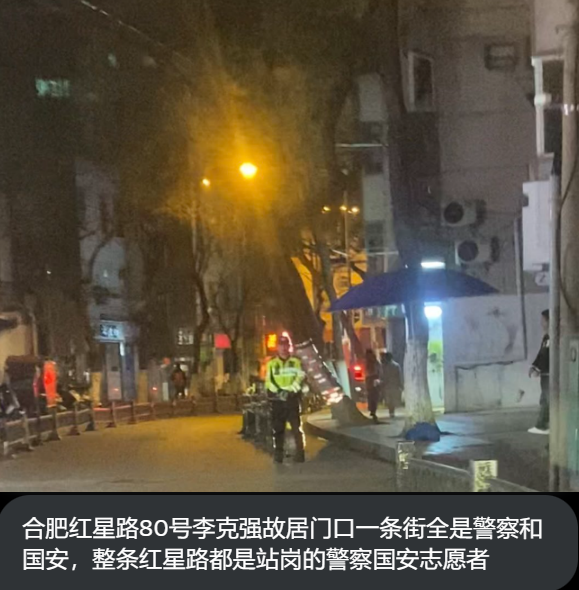 合肥红星路80号李克强故居门口一条街全是警察和
国安，整条红星路都是站岗的警察国安志愿者